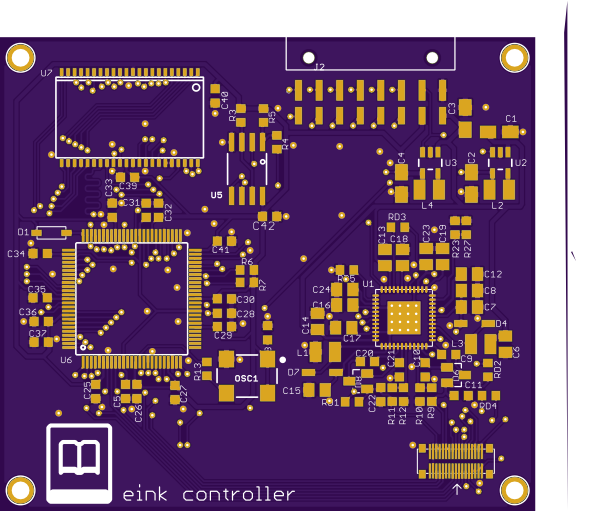 U7
J2
C40
R3
R5
R4
C3
C1
C4
U3
C2
U2
L4
L2
C33
C39
C31
C32
U5
C42
D1
C34
C41
RD3
C13
C18
C23
C29
R23
R27
R6
R7
U1
C24
C16
C12
C8
C7
C35
C36
C37
C30
C28
C29
C14
C17
D4
C6
L3
U6
R13
OSC1
L1
C20
C21
C10
C9
RD2
D7
C15
C11
C25
C5
C26
C27
RD1
C22
R11
R12
R10
R9
RD4
eink controller